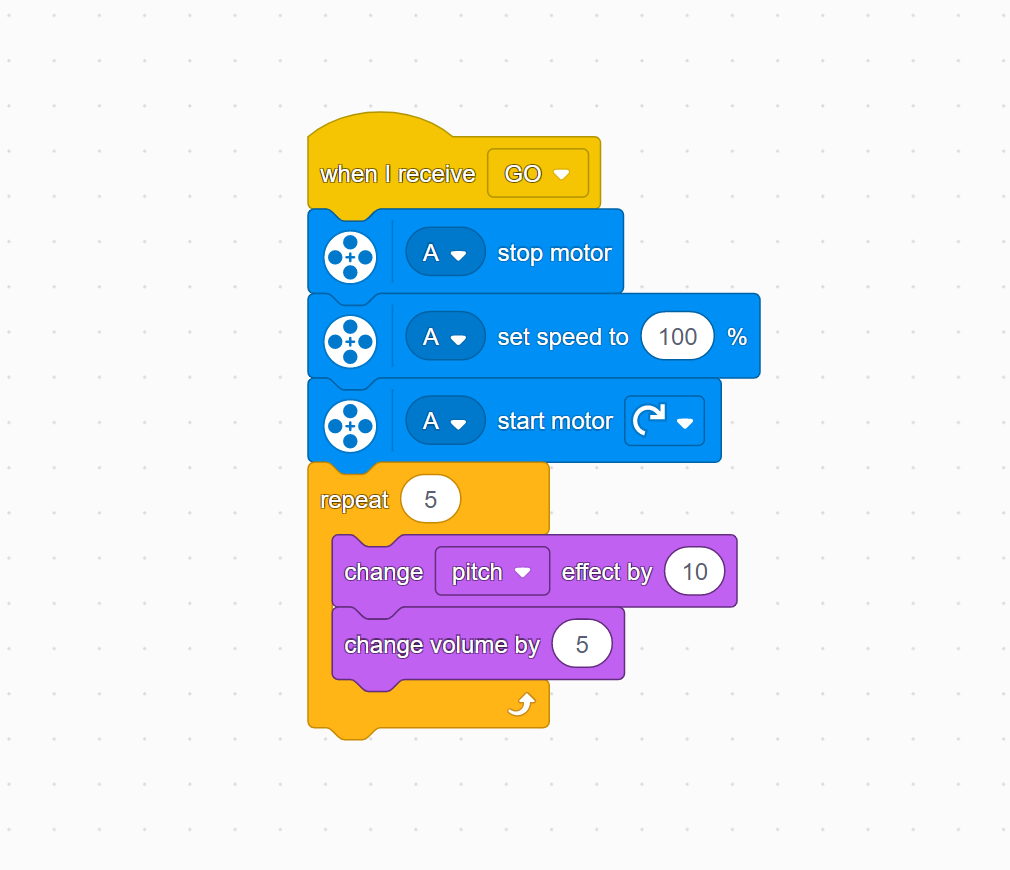 when I receive GO
A stop motor
A set speed to 100 %
A start motor
repeat 5
change pitch effect by 10
change volume by 5